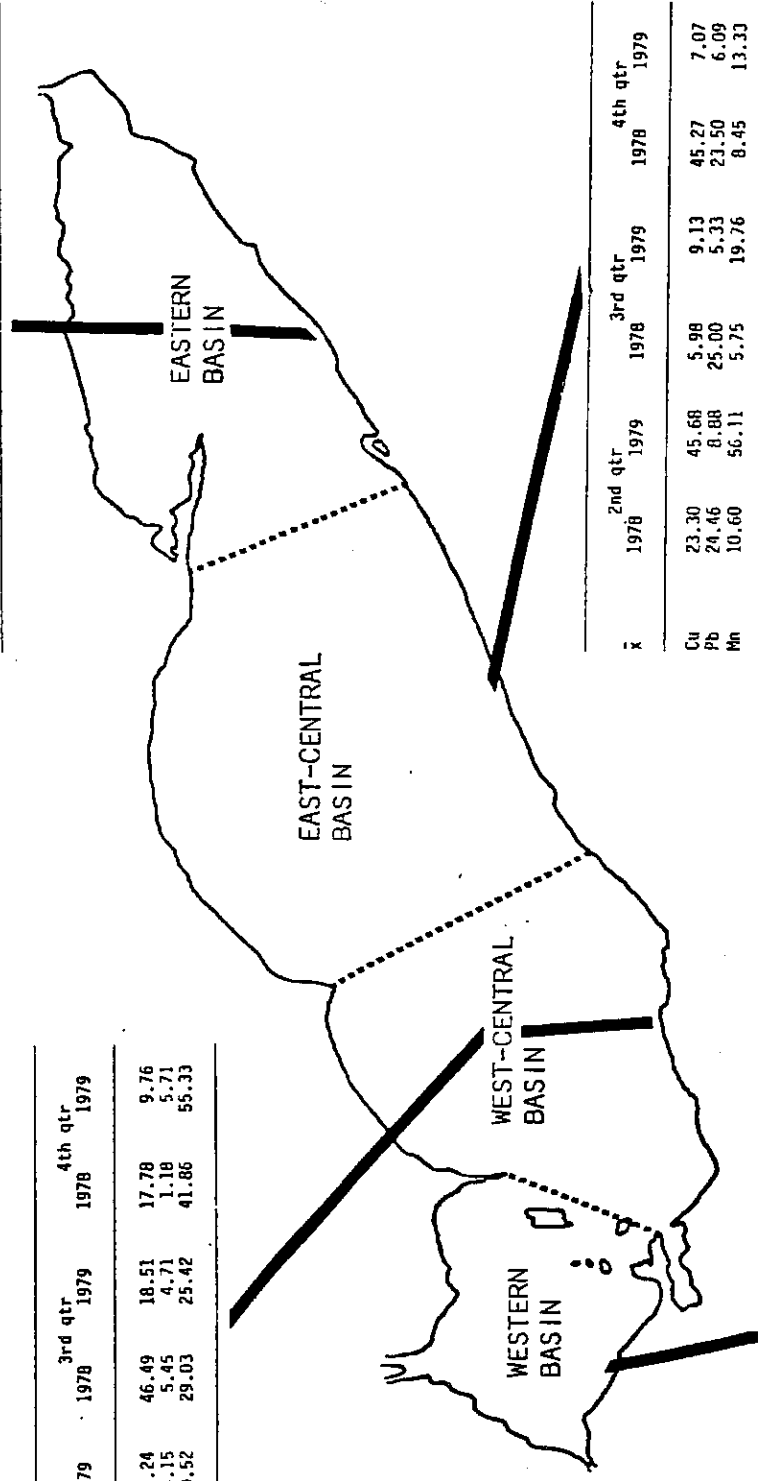 EASTERN
BASIN
EAST-CENTRAL
BASIN
WEST-CENTRAL
BASIN
WESTERN
BASIN
79 3rd qtr 4th qtr
1978 1979 1978 1979
.24 46.49 18.51 17.78 9.76
.15 5.45 4.71 1.18 5.71
.52 29.03 25.42 41.86 55.33
2nd qtr 3rd qtr 4th qtr
x̄ 1978 1979 1978 1979 1978 1979
Cu 23.30 45.68 5.98 9.13 45.27 7.07
Pb 24.46 8.88 25.00 5.33 23.50 6.09
Mn 10.60 56.11 5.75 19.76 8.45 13.33